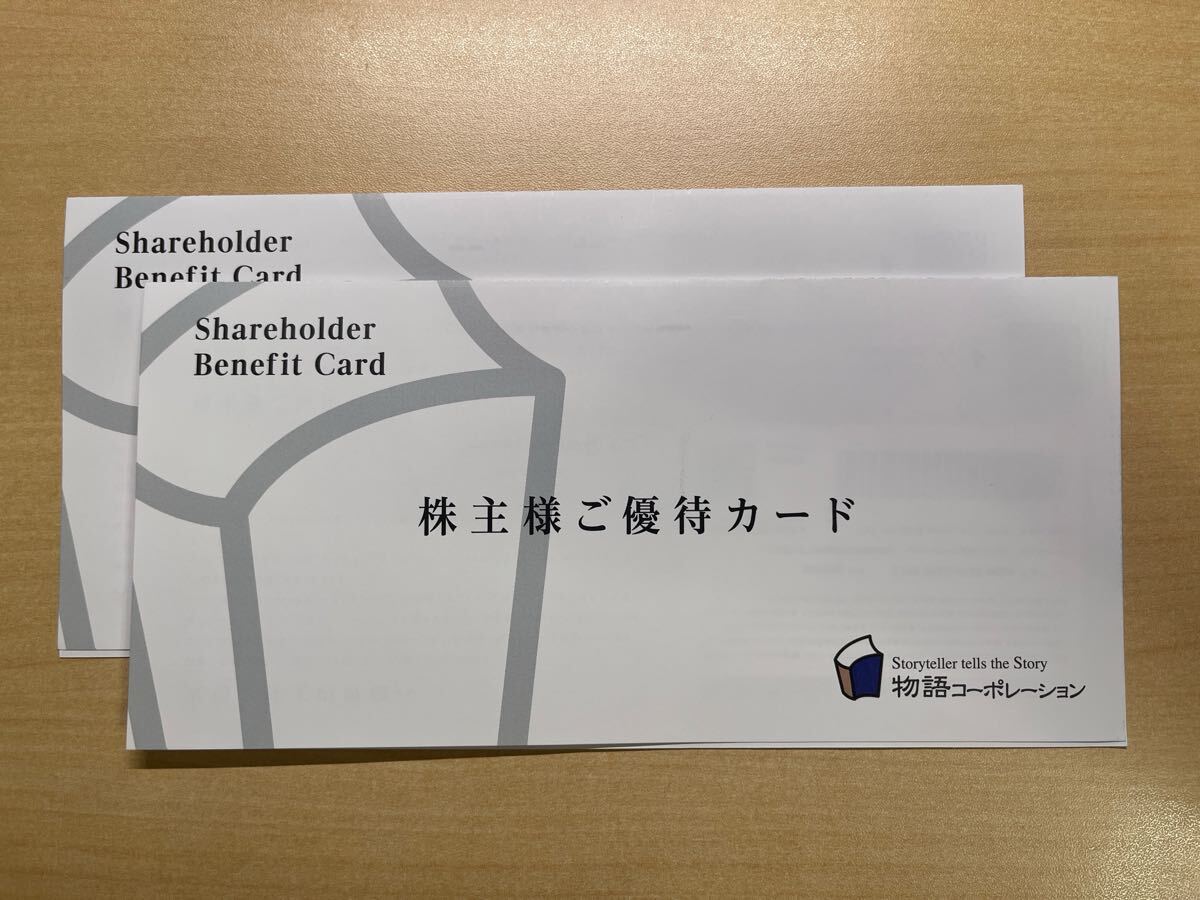 Shareholder
Benefit Card
Shareholder
Benefit Card
株主様ご優待カード
Storyteller tells the Story
物語コーポレーション